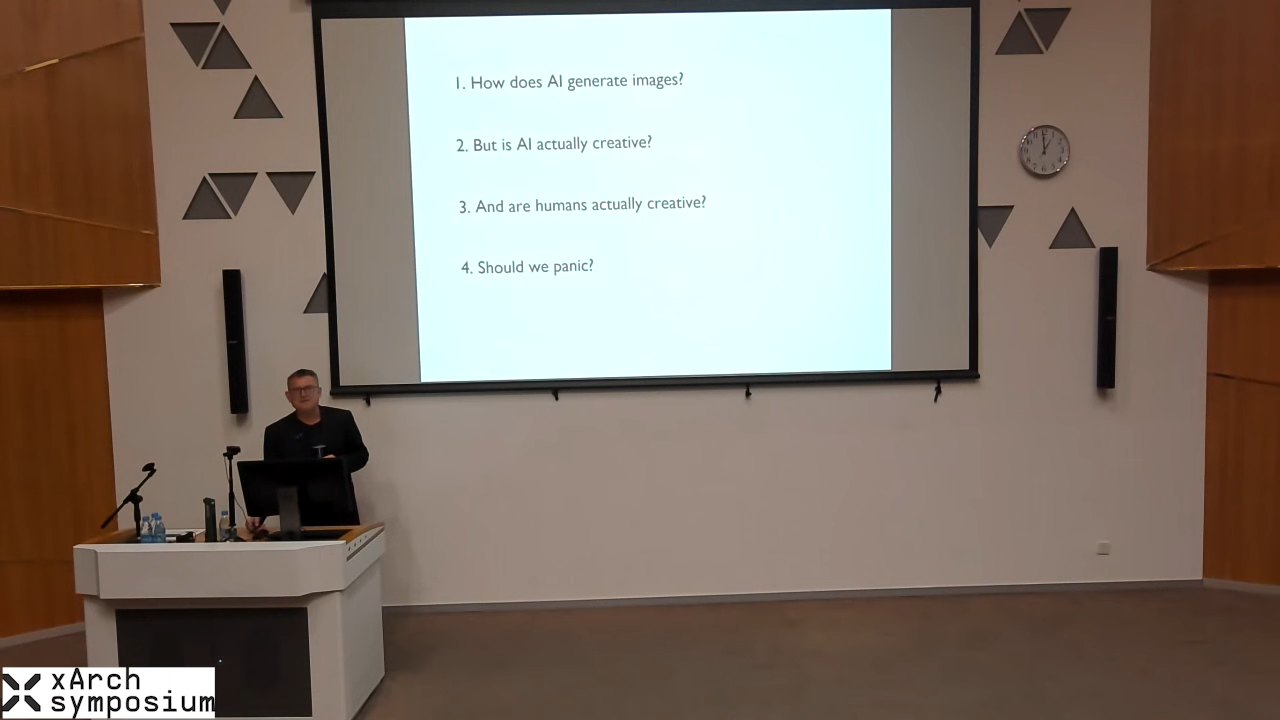 1. How does AI generate images?
2. But is AI actually creative?
3. And are humans actually creative?
4. Should we panic?
xArch
symposium